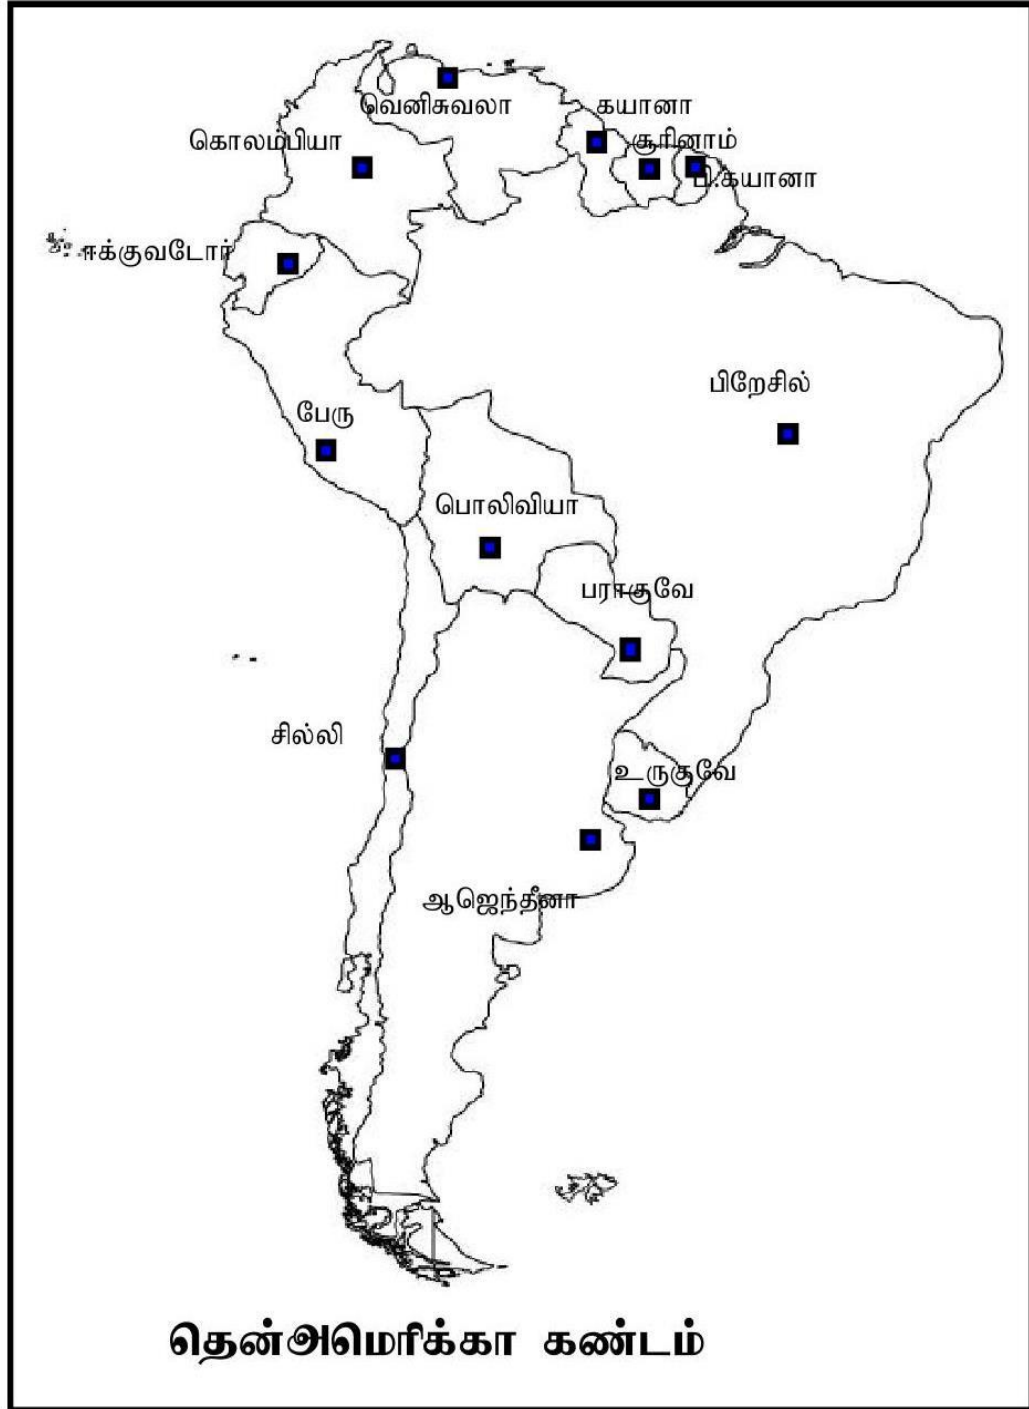 வெனிசுவலா
கயானா
கொலம்பியா
சூரினாம்
பி.கயானா
ஈக்குவடோர்
பிறேசில்
பேரு
பொலிவியா
பராகுவே
சில்லி
உருகுவே
ஆஜெந்தீனா
தென்அமெரிக்கா கண்டம்